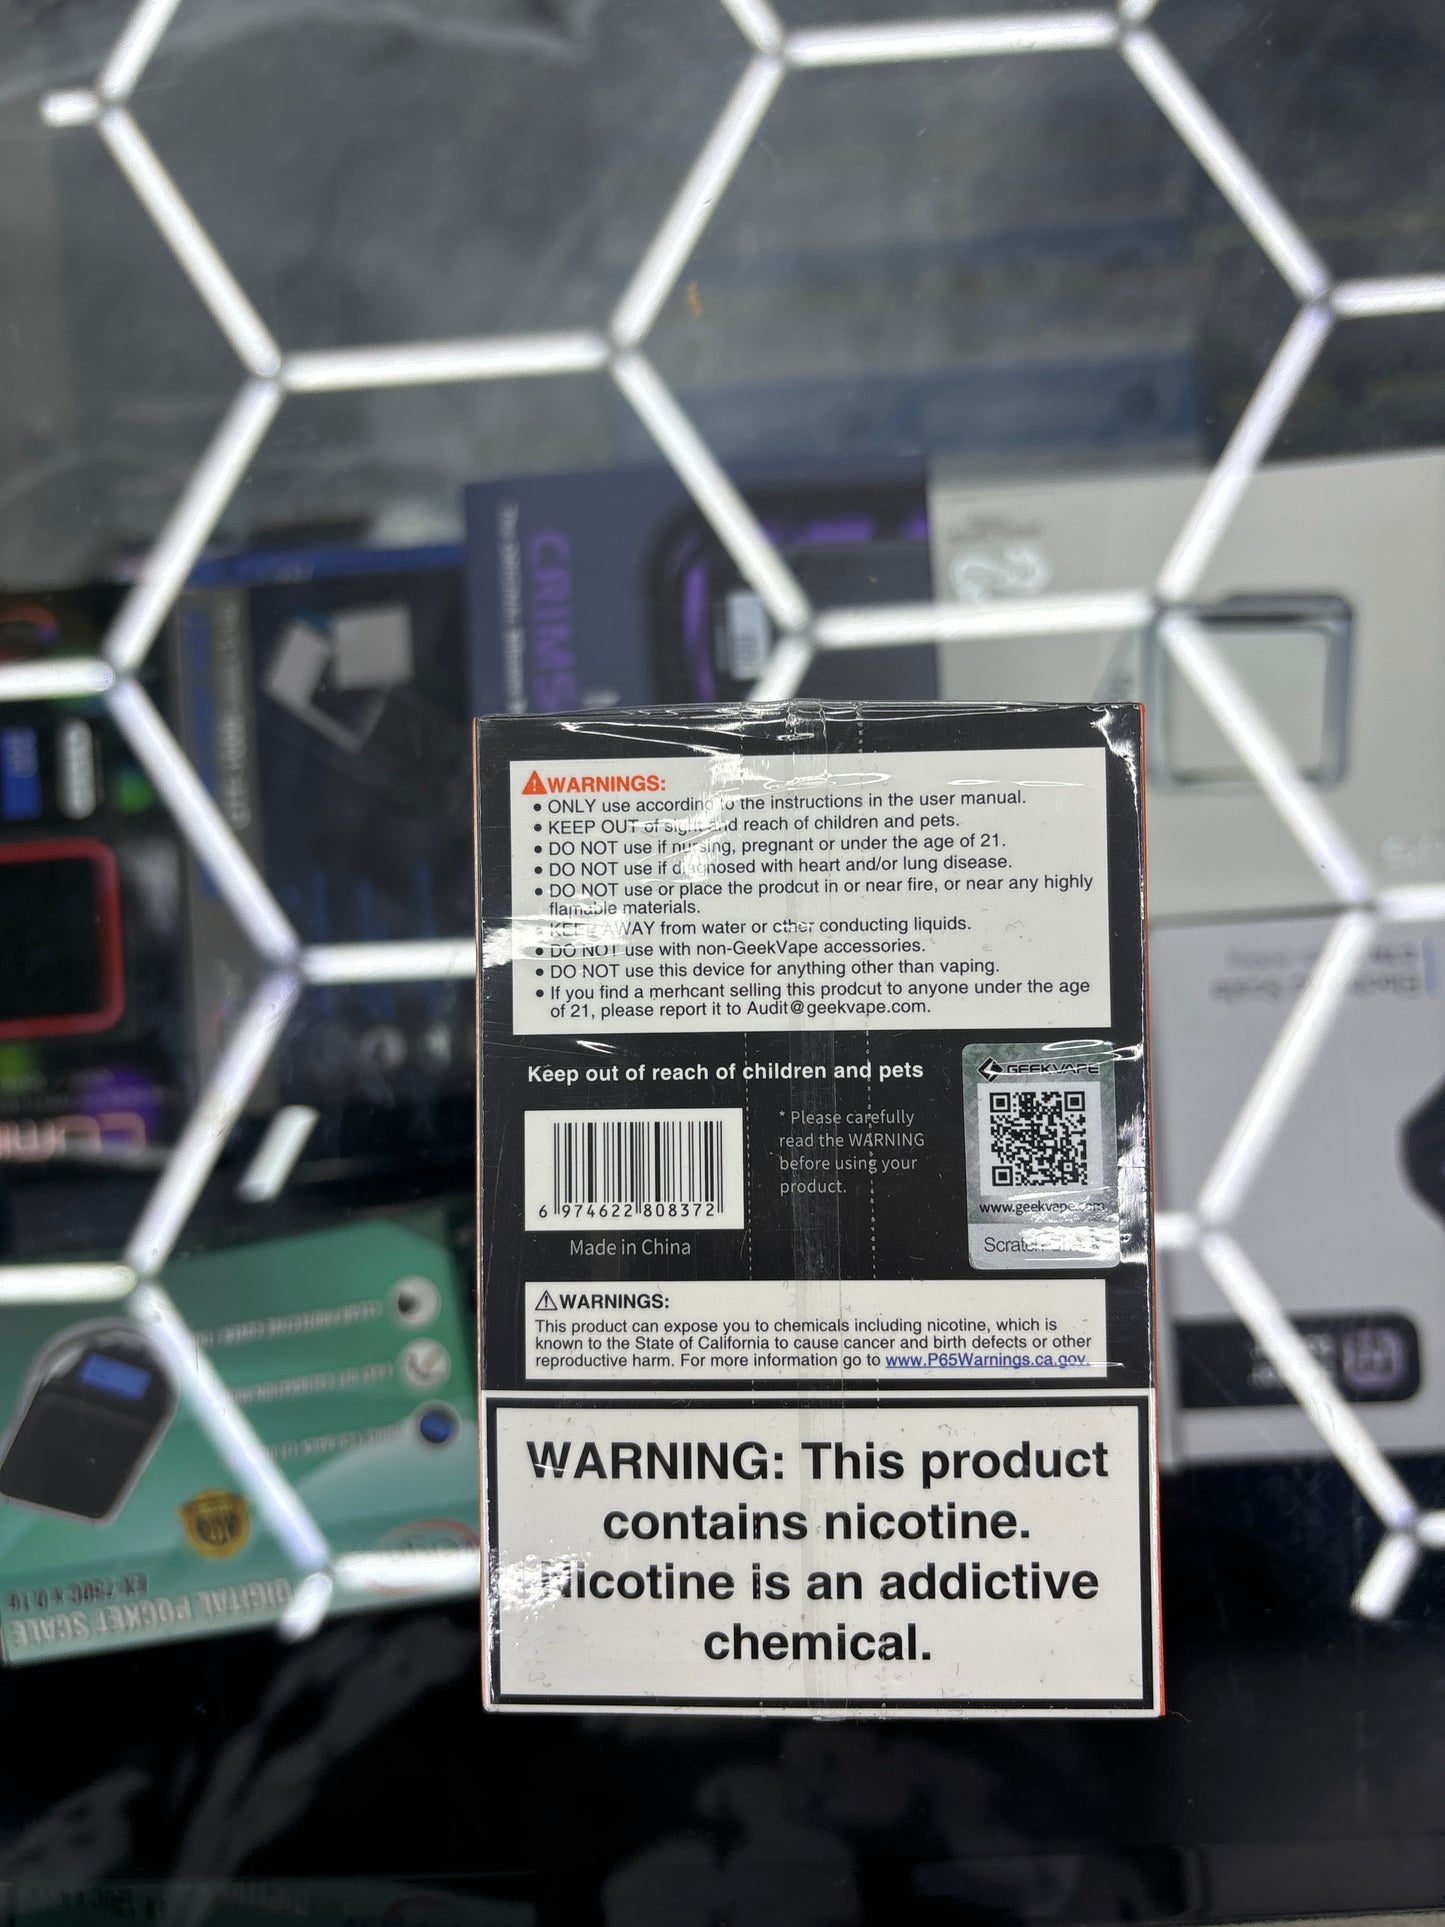 CRIMS
WARNINGS:
• ONLY use according to the instructions in the user manual.
• KEEP OUT of sight and reach of children and pets.
• DO NOT use if nursing, pregnant or under the age of 21.
• DO NOT use if diagnosed with heart and/or lung disease.
• DO NOT use or place the prodcut in or near fire, or near any highly
flamable materials.
• KEEP AWAY from water or other conducting liquids.
• DO NOT use with non-GeekVape accessories.
• DO NOT use this device for anything other than vaping.
• If you find a merhcant selling this prodcut to anyone under the age
of 21, please report it to Audit@geekvape.com.
Keep out of reach of children and pets
GEEKVAPE
* Please carefully
read the WARNING
before using your
product.
www.geekvape.com
Scratch
6 974622 808372
Made in China
WARNINGS:
This product can expose you to chemicals including nicotine, which is
known to the State of California to cause cancer and birth defects or other
reproductive harm. For more information go to www.P65Warnings.ca.gov.
WARNING: This product
contains nicotine.
Nicotine is an addictive
chemical.
DIGITAL POCKET SCALE